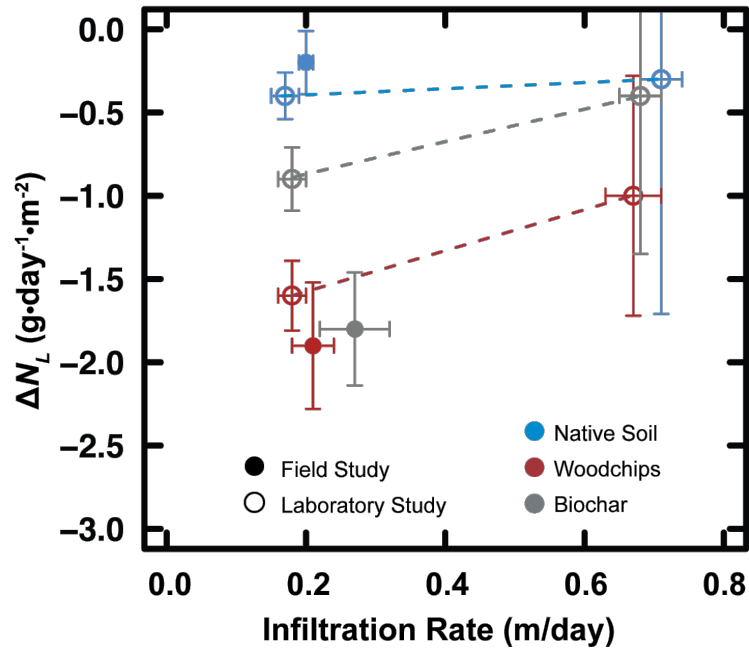 0.0
−0.5
−1.0
−1.5
−2.0
−2.5
−3.0
ΔN_L (g•day⁻¹•m⁻²)
Field Study
Laboratory Study
Native Soil
Woodchips
Biochar
0.0 0.2 0.4 0.6 0.8
Infiltration Rate (m/day)